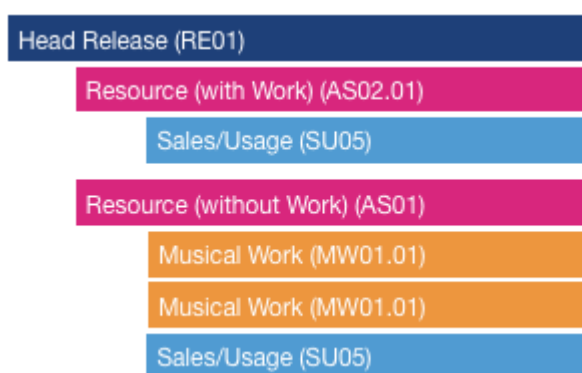 Head Release (RE01)
Resource (with Work) (AS02.01)
Sales/Usage (SU05)
Resource (without Work) (AS01)
Musical Work (MW01.01)
Musical Work (MW01.01)
Sales/Usage (SU05)